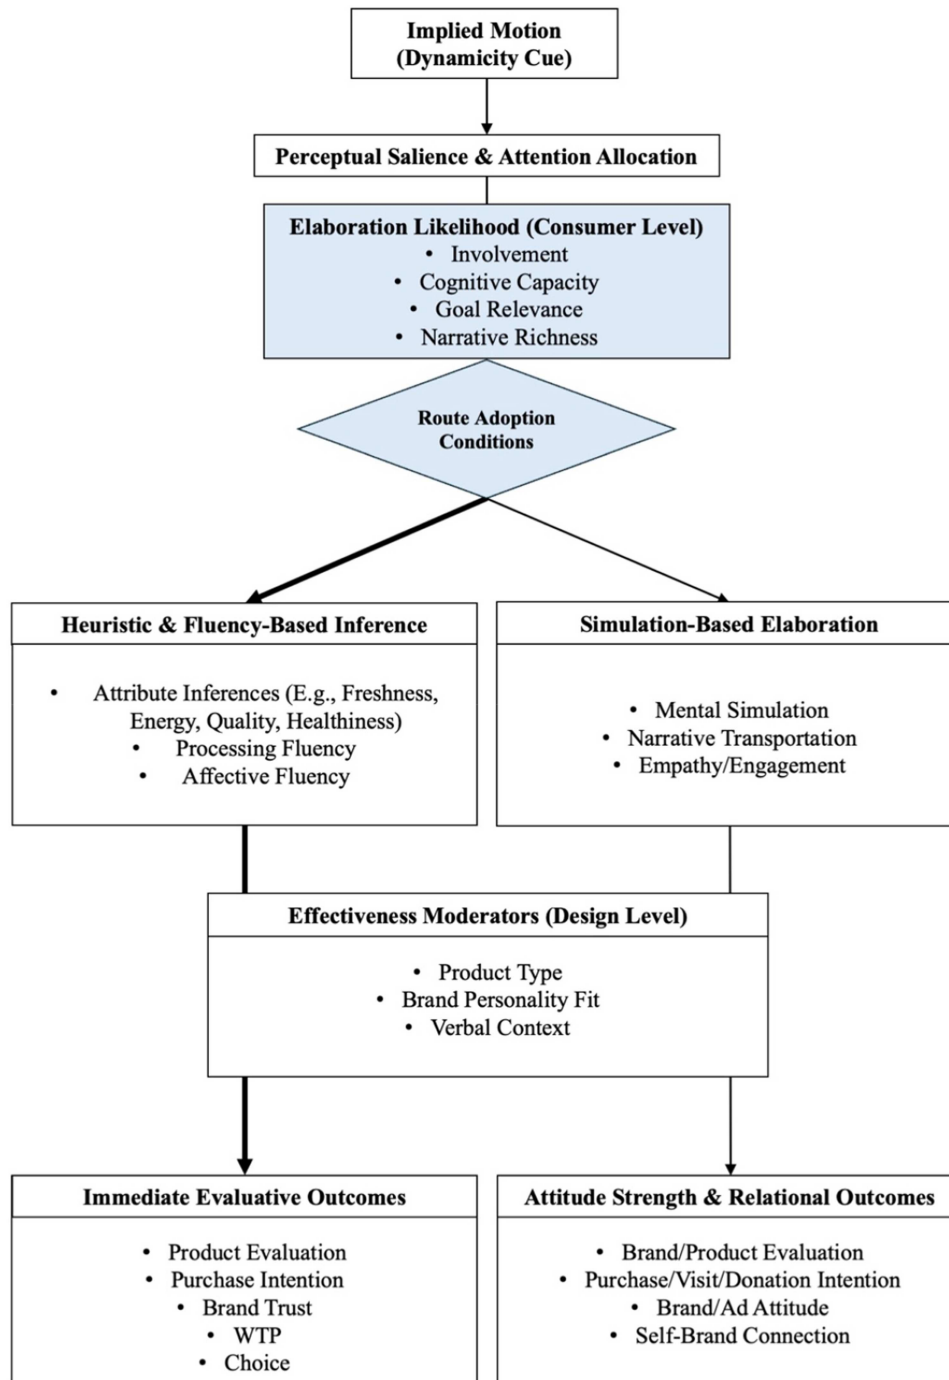 Implied Motion
(Dynamicity Cue)
Perceptual Salience & Attention Allocation
Elaboration Likelihood (Consumer Level)
• Involvement
• Cognitive Capacity
• Goal Relevance
• Narrative Richness
Route Adoption
Conditions
Heuristic & Fluency-Based Inference
• Attribute Inferences (E.g., Freshness,
Energy, Quality, Healthiness)
• Processing Fluency
• Affective Fluency
Simulation-Based Elaboration
• Mental Simulation
• Narrative Transportation
• Empathy/Engagement
Effectiveness Moderators (Design Level)
• Product Type
• Brand Personality Fit
• Verbal Context
Immediate Evaluative Outcomes
• Product Evaluation
• Purchase Intention
• Brand Trust
• WTP
• Choice
Attitude Strength & Relational Outcomes
• Brand/Product Evaluation
• Purchase/Visit/Donation Intention
• Brand/Ad Attitude
• Self-Brand Connection